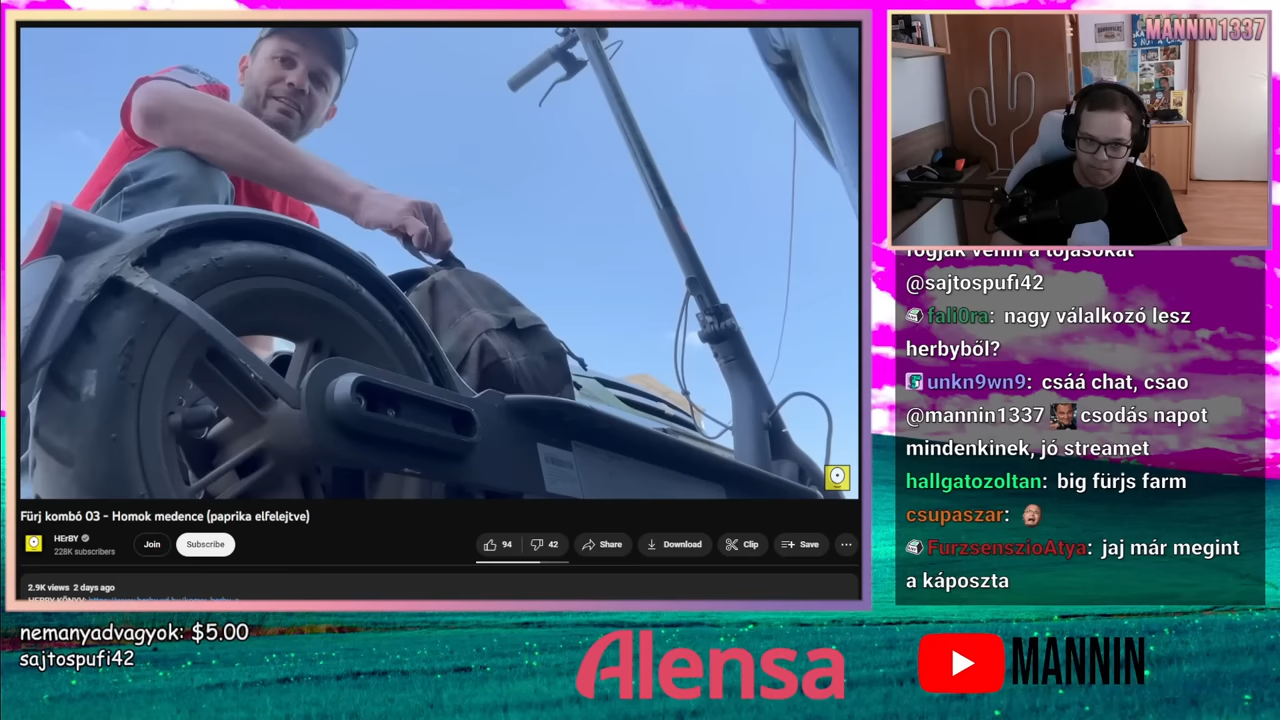 Fürj kombó 03 - Homok medence (paprika elfelejtve)
HErBY
228K subscribers
Join
Subscribe
94
42
Share
Download
Clip
Save
2.9K views 2 days ago
MANNIN1337
fogják venni a tojásokat
@sajtospufi42
fali0ra: nagy válalkozó lesz
herbyből?
unkn9wn9: csáá chat, csao
@mannin1337 csodás napot
mindenkinek, jó streamet
hallgatozoltan: big fürjs farm
csupaszar:
FurzsenszioAtya: jaj már megint
a káposzta
nemanyadvagyok: $5.00
sajtospufi42
Alensa
MANNIN